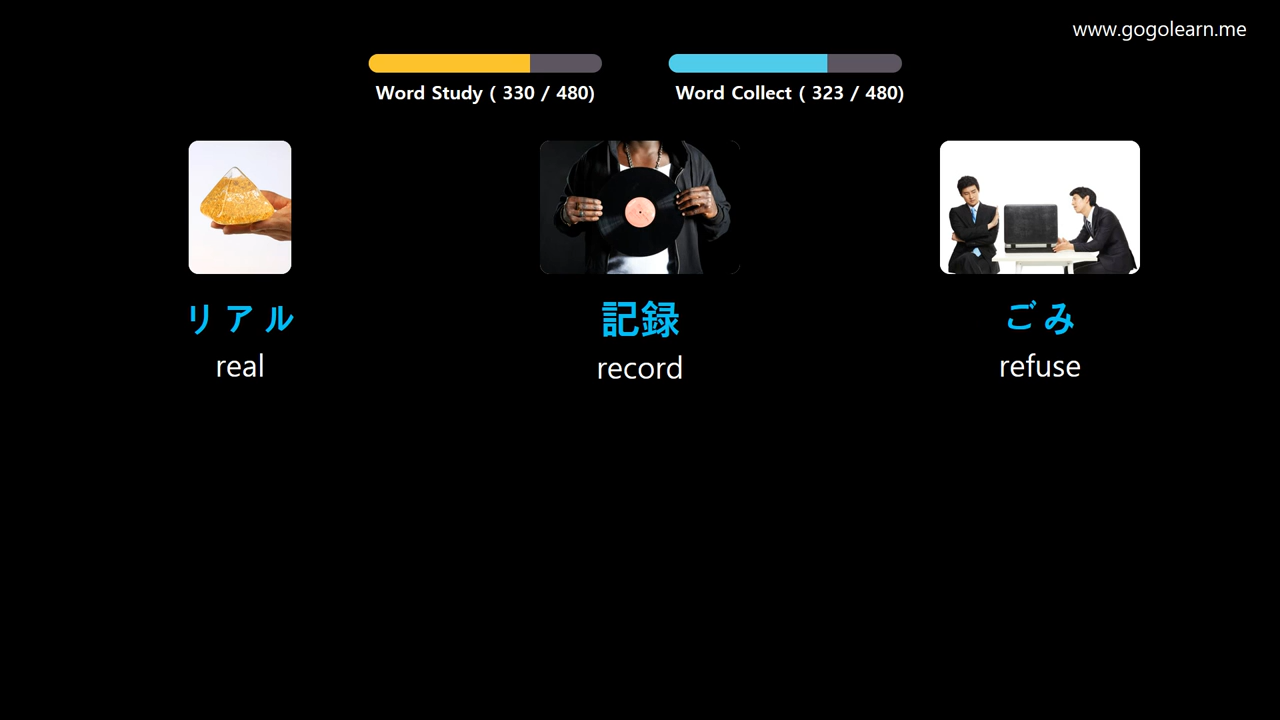 www.gogolearn.me
Word Study ( 330 / 480)
Word Collect ( 323 / 480)
リアル
記録
ごみ
real
record
refuse